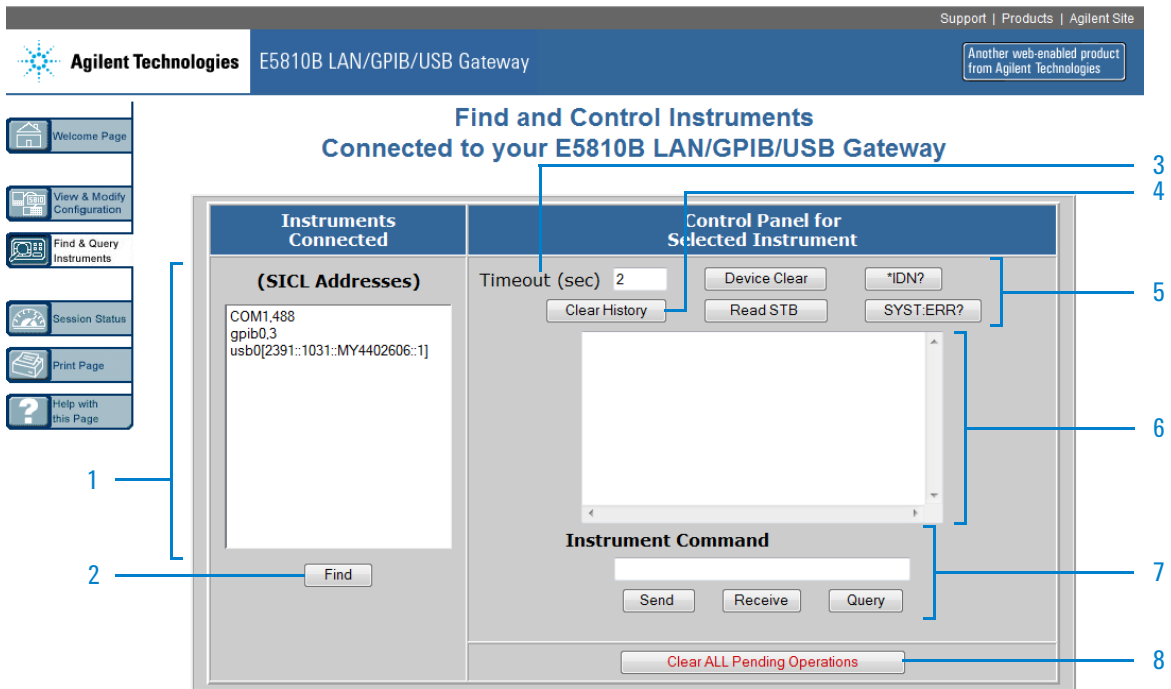 Support | Products | Agilent Site
Agilent Technologies
E5810B LAN/GPIB/USB Gateway
Another web-enabled product
from Agilent Technologies
Find and Control Instruments
Connected to your E5810B LAN/GPIB/USB Gateway
Welcome Page
View & Modify
Configuration
Find & Query
Instruments
Session Status
Print Page
Help with
this Page
Instruments
Connected
(SICL Addresses)
COM1,488
gpib0,3
usb0[2391::1031::MY4402606::1]
Find
Control Panel for
Selected Instrument
Timeout (sec) 2
Device Clear
*IDN?
Clear History
Read STB
SYST:ERR?
Instrument Command
Send
Receive
Query
Clear ALL Pending Operations
1
2
3
4
5
6
7
8